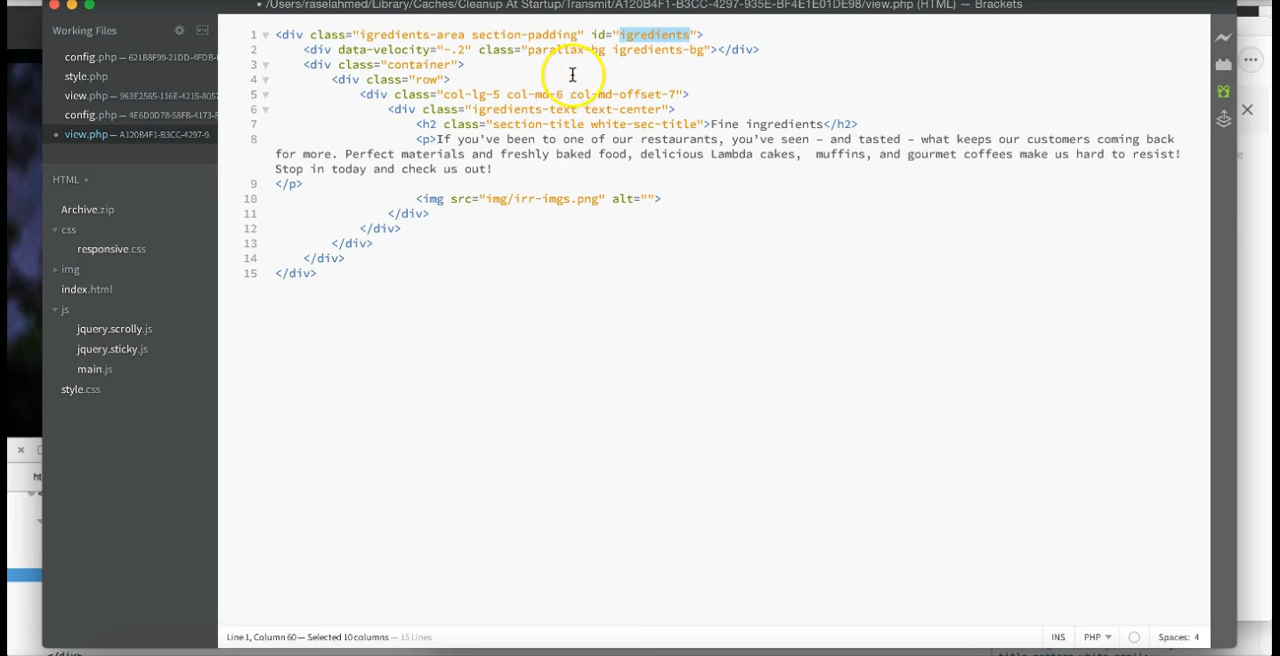 /Users/raselahmed/Library/Caches/Cleanup At Startup/Transmit/A120B4F1-B3CC-4297-935E-BF4E1E01DE98/view.php (HTML) — Brackets
Working Files
config.php — 621B8F99-21DD-4FDB-
style.php
view.php — 963E2565-116E-4215-8057
config.php — 4E6D0D78-58FB-4173-8
view.php — A120B4F1-B3CC-4297-9.
HTML
Archive.zip
css
responsive.css
img
index.html
js
jquery.scrolly.js
jquery.sticky.js
main.js
style.css
1 <div class="igredients-area section-padding" id="igredients">
2 <div data-velocity="-.2" class="parallax-bg igredients-bg"></div>
3 <div class="container">
4 <div class="row">
5 <div class="col-lg-5 col-md-6 col-md-offset-7">
6 <div class="igredients-text text-center">
7 <h2 class="section-title white-sec-title">Fine ingredients</h2>
8 <p>If you've been to one of our restaurants, you've seen – and tasted – what keeps our customers coming back
for more. Perfect materials and freshly baked food, delicious Lambda cakes,  muffins, and gourmet coffees make us hard to resist!
Stop in today and check us out!
9 </p>
10 <img src="img/irr-imgs.png" alt="">
11 </div>
12 </div>
13 </div>
14 </div>
15 </div>
Line 1, Column 60 — Selected 10 columns — 15 Lines
INS PHP Spaces: 4